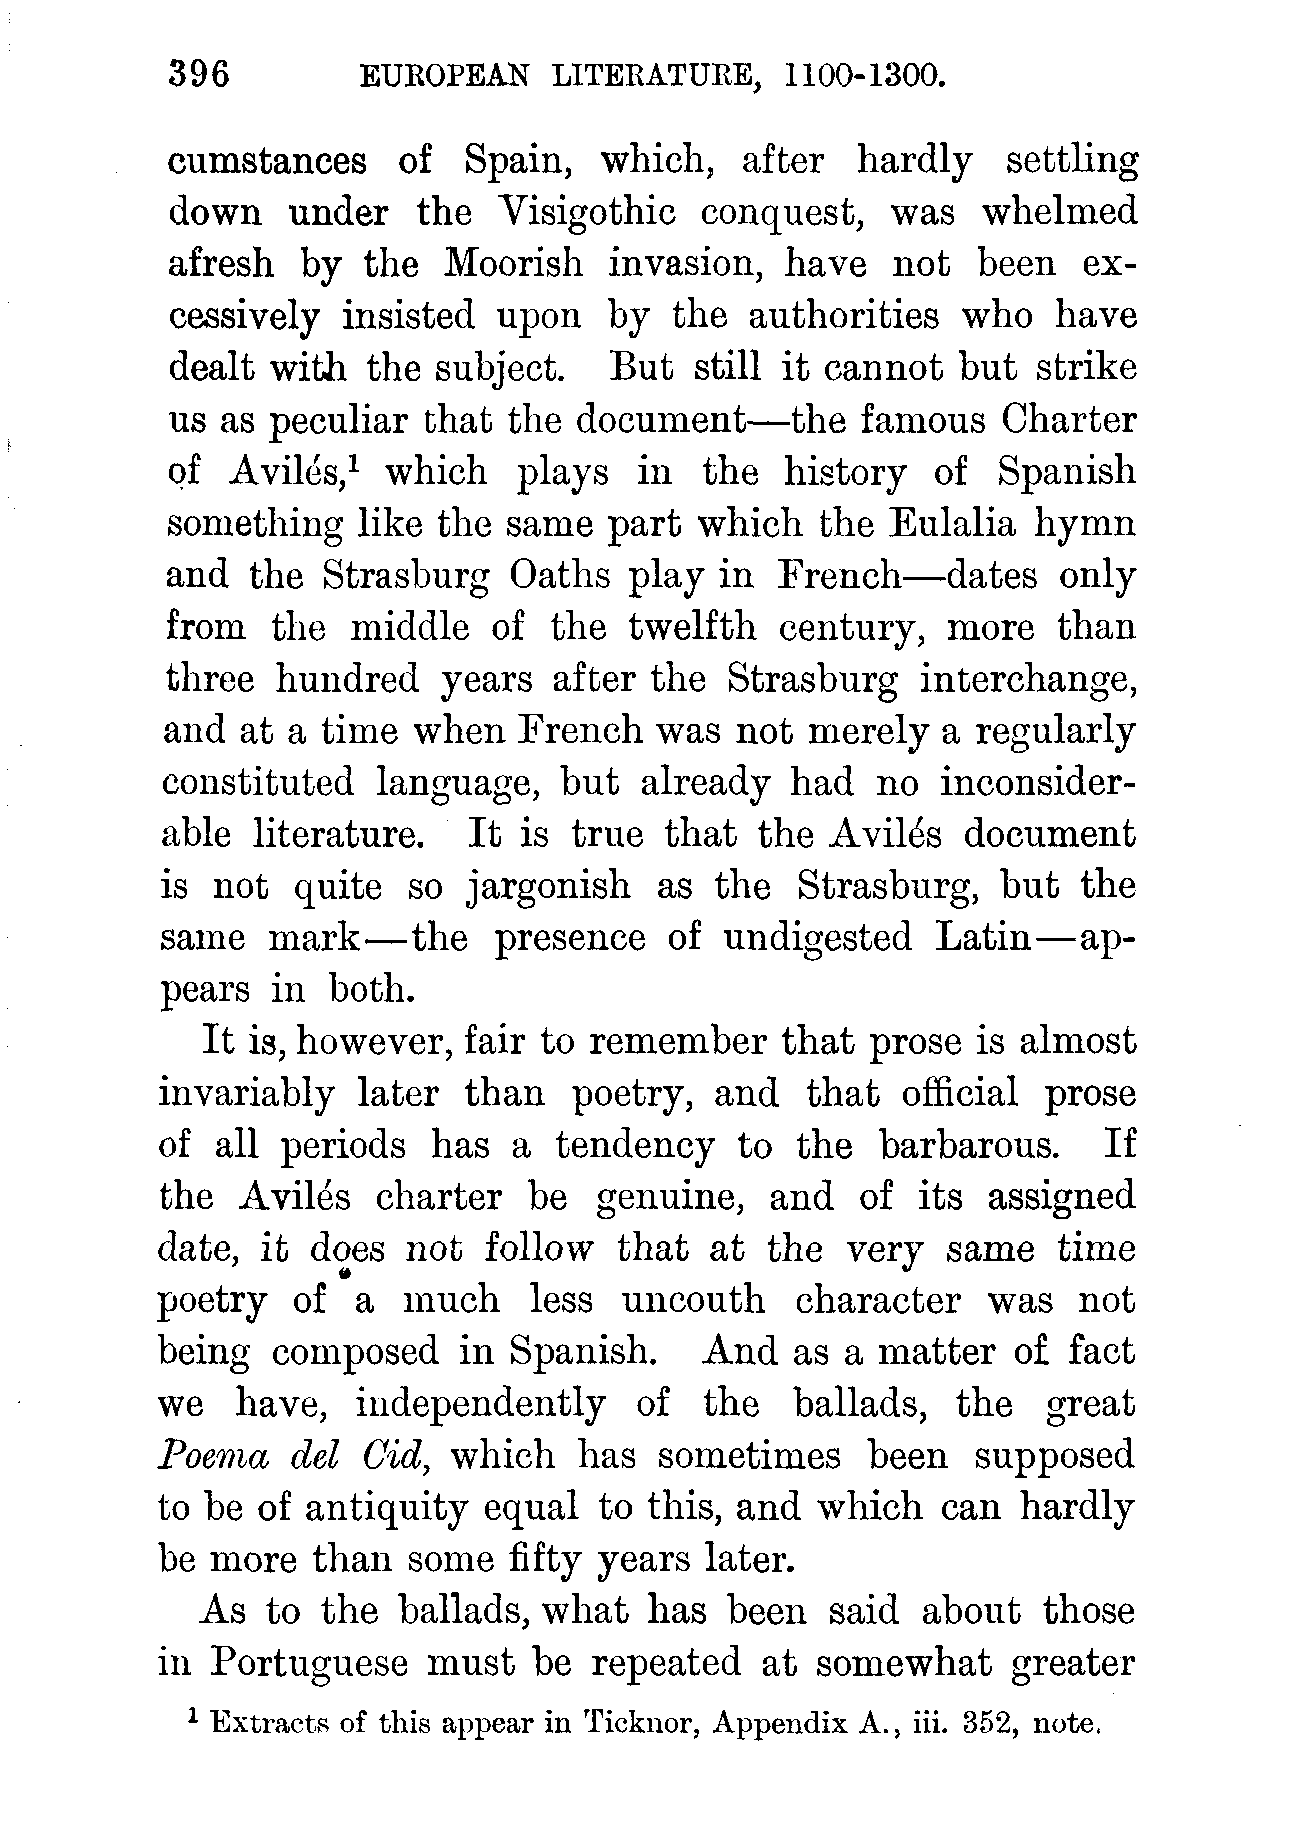 396 EUROPEAN LITERATURE, 1100-1300.
cumstances of Spain, which, after hardly settling
down under the Visigothic conquest, was whelmed
afresh by the Moorish invasion, have not been ex-
cessively insisted upon by the authorities who have
dealt with the subject. But still it cannot but strike
us as peculiar that the document—the famous Charter
of Avilés,¹ which plays in the history of Spanish
something like the same part which the Eulalia hymn
and the Strasburg Oaths play in French—dates only
from the middle of the twelfth century, more than
three hundred years after the Strasburg interchange,
and at a time when French was not merely a regularly
constituted language, but already had no inconsider-
able literature. It is true that the Avilés document
is not quite so jargonish as the Strasburg, but the
same mark—the presence of undigested Latin—ap-
pears in both.
It is, however, fair to remember that prose is almost
invariably later than poetry, and that official prose
of all periods has a tendency to the barbarous. If
the Avilés charter be genuine, and of its assigned
date, it does not follow that at the very same time
poetry of a much less uncouth character was not
being composed in Spanish. And as a matter of fact
we have, independently of the ballads, the great
Poema del Cid, which has sometimes been supposed
to be of antiquity equal to this, and which can hardly
be more than some fifty years later.
As to the ballads, what has been said about those
in Portuguese must be repeated at somewhat greater
¹ Extracts of this appear in Ticknor, Appendix A., iii. 352, note.